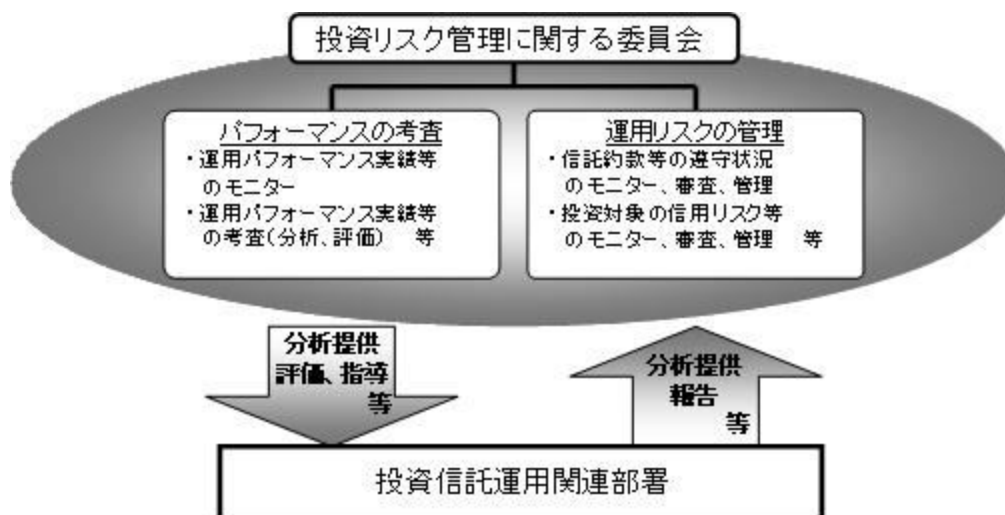 投資リスク管理に関する委員会
パフォーマンスの考査
・運用パフォーマンス実績等
のモニター
・運用パフォーマンス実績等
の考査(分析、評価) 等
運用リスクの管理
・信託約款等の遵守状況
のモニター、審査、管理
・投資対象の信用リスク等
のモニター、審査、管理 等
分析提供
評価、指導
等
分析提供
報告
等
投資信託運用関連部署